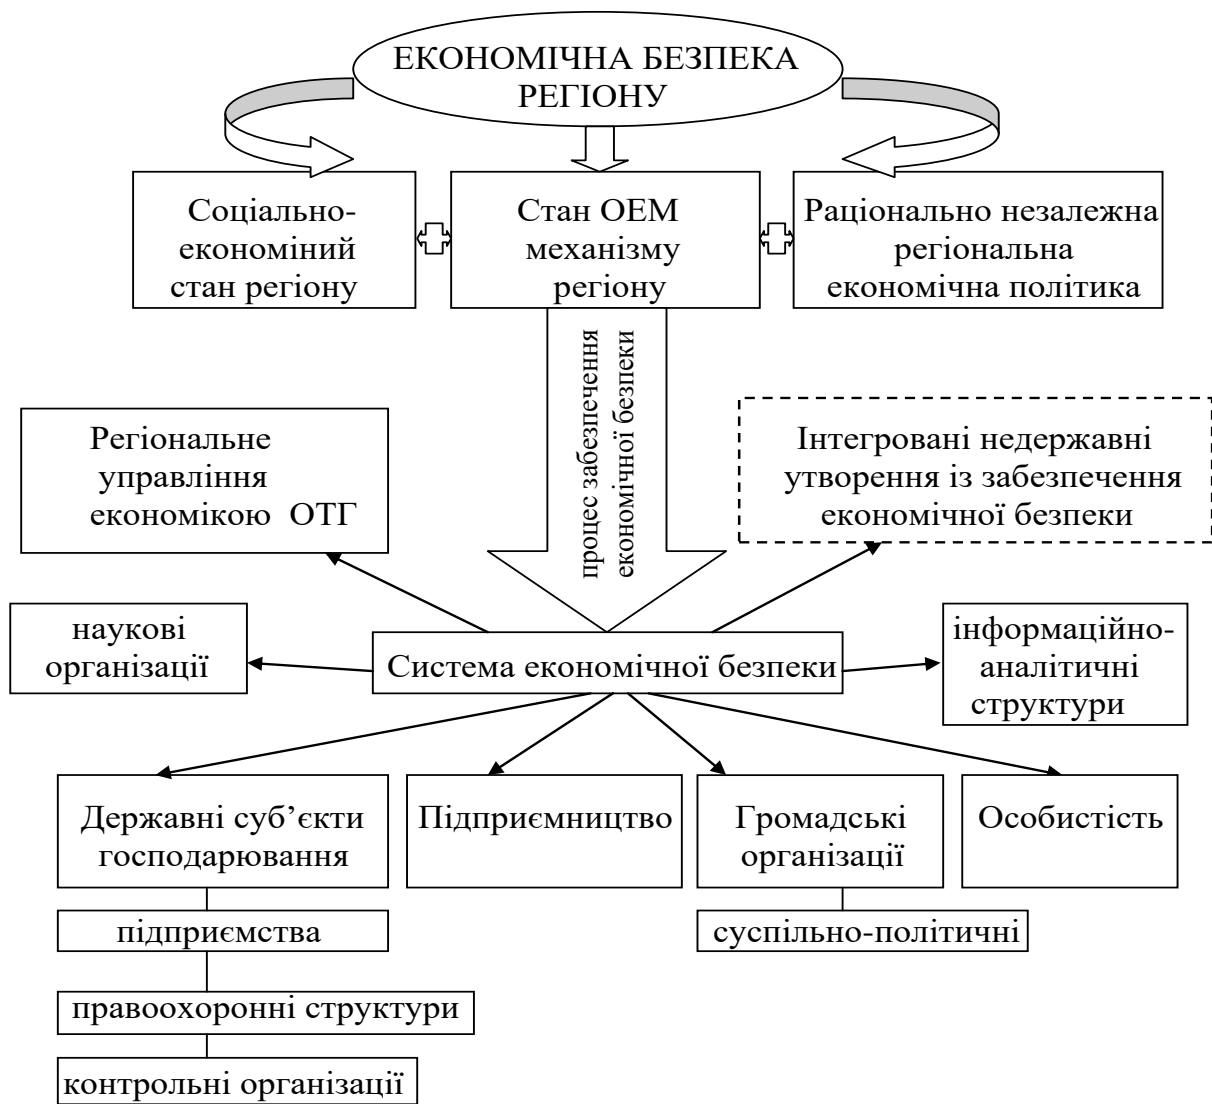 ЕКОНОМІЧНА БЕЗПЕКА
РЕГІОНУ
Соціально-
економіний
стан регіону
Стан ОЕМ
механізму
регіону
Раціонально незалежна
регіональна
економічна політика
процес забезпечення
економічної безпеки
Регіональне
управління
економікою ОТГ
Інтегровані недержавні
утворення із забезпечення
економічної безпеки
наукові
організації
Система економічної безпеки
інформаційно-
аналітичні
структури
Державні суб’єкти
господарювання
Підприємництво
Громадські
організації
Особистість
підприємства
суспільно-політичні
правоохоронні структури
контрольні організації